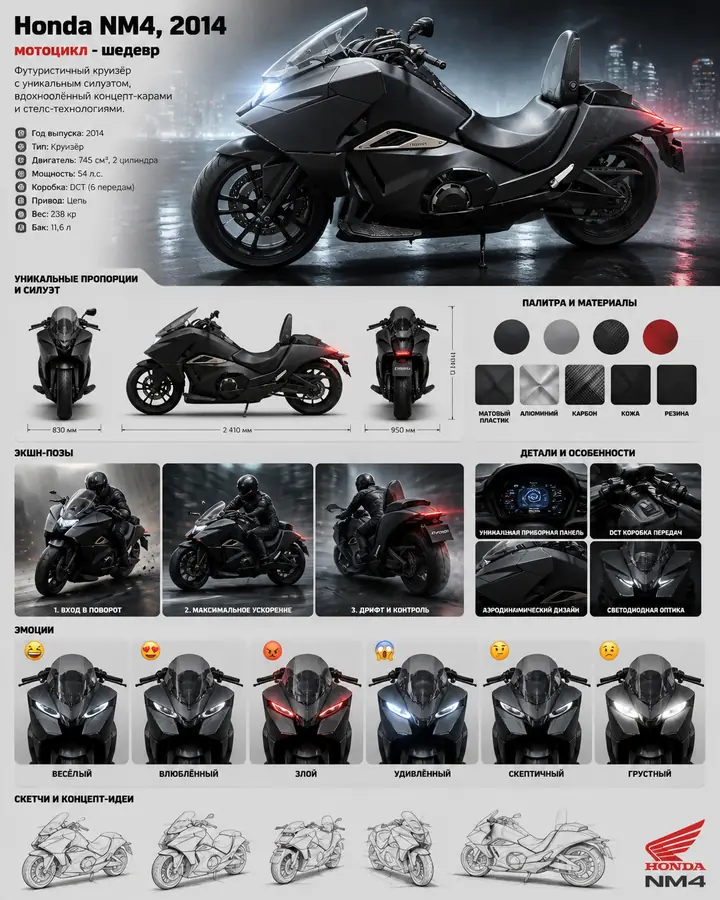 Honda NM4, 2014
мотоцикл - шедевр
Футуристичный круизёр
с уникальным силуэтом,
вдохноолённый концепт-карами
и стелс-технологиями.
Год выпуска: 2014
Тип: Круизёр
Двигатель: 745 см³, 2 цилиндра
Мощность: 54 л.с.
Коробка: DCT (6 передам)
Привод: Цепь
Вес: 238 кр
Бак: 11,6 л
УНИКАЛЬНЫЕ ПРОПОРЦИИ
И СИЛУЭТ
830 мм
2 410 мм
950 мм
ПАЛИТРА И МАТЕРИАЛЫ
МАТОВЫЙ
ПЛАСТИК
АЛЮМИНИЙ
КАРБОН
КОЖА
РЕЗИНА
ЭКШН-ПОЗЫ
1. ВХОД В ПОВОРОТ
2. МАКСИМАЛЬНОЕ УСКОРЕНИЕ
3. ДРИФТ И КОНТРОЛЬ
ДЕТАЛИ И ОСОБЕННОСТИ
УНИКАЛЬНАЯ ПРИБОРНАЯ ПАНЕЛЬ
DCT КОРОБКА ПЕРЕДАЧ
АЭРОДИНАМИЧЕСКИЙ ДИЗАЙН
СВЕТОДИОДНАЯ ОПТИКА
ЭМОЦИИ
ВЕСЁЛЫЙ
ВЛЮБЛЁННЫЙ
ЗЛОЙ
УДИВЛЁННЫЙ
СКЕПТИЧНЫЙ
ГРУСТНЫЙ
СКЕТЧИ И КОНЦЕПТ-ИДЕИ
HONDA
NM4